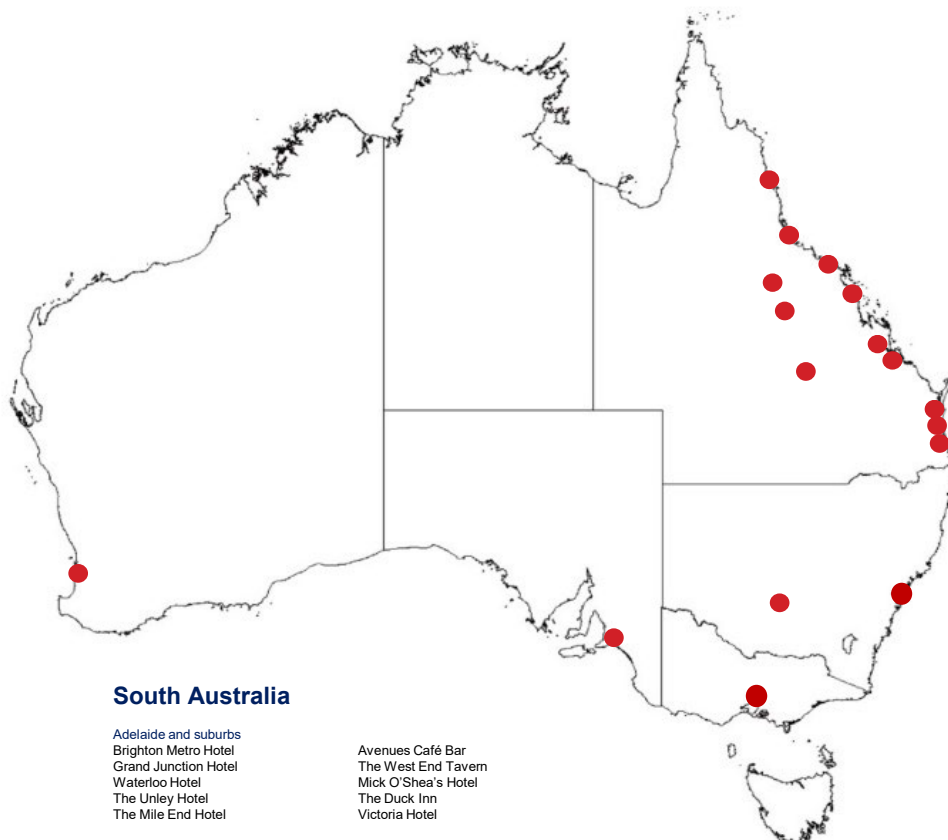 South Australia
Adelaide and suburbs
Brighton Metro Hotel
Grand Junction Hotel
Waterloo Hotel
The Unley Hotel
The Mile End Hotel
Avenues Café Bar
The West End Tavern
Mick O’Shea’s Hotel
The Duck Inn
Victoria Hotel